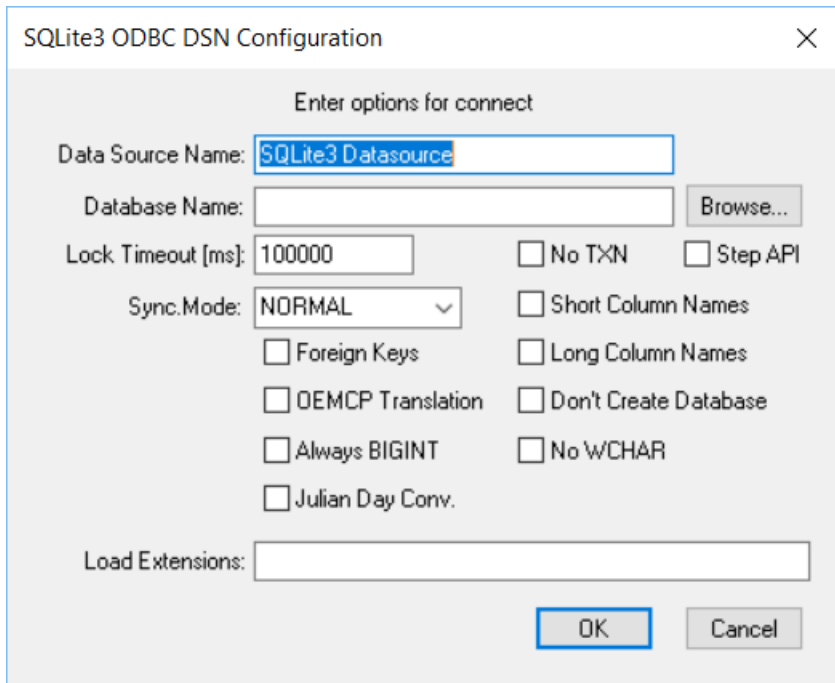 SQLite3 ODBC DSN Configuration
Enter options for connect
Data Source Name: SQLite3 Datasource
Database Name: Browse...
Lock Timeout [ms]: 100000 No TXN Step API
Sync.Mode: NORMAL Short Column Names
Foreign Keys Long Column Names
OEMCP Translation Don't Create Database
Always BIGINT No WCHAR
Julian Day Conv.
Load Extensions:
OK Cancel